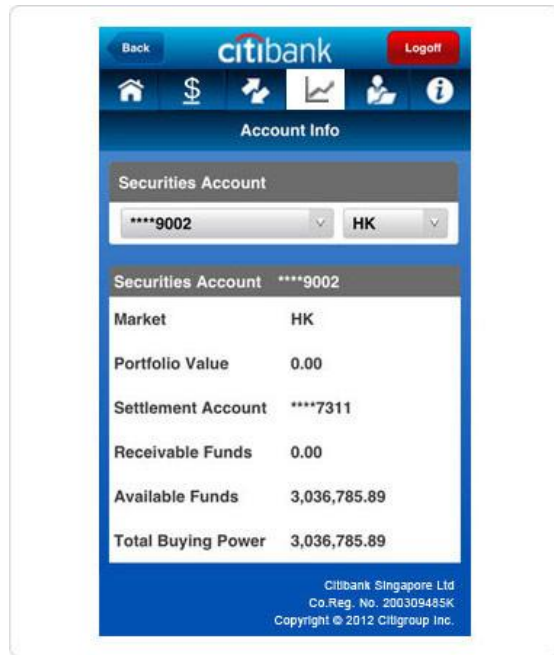 Back citibank Logoff
Account Info
Securities Account
****9002 HK
Securities Account ****9002
Market HK
Portfolio Value 0.00
Settlement Account ****7311
Receivable Funds 0.00
Available Funds 3,036,785.89
Total Buying Power 3,036,785.89
Citibank Singapore Ltd
Co.Reg. No. 200309485K
Copyright © 2012 Citigroup Inc.